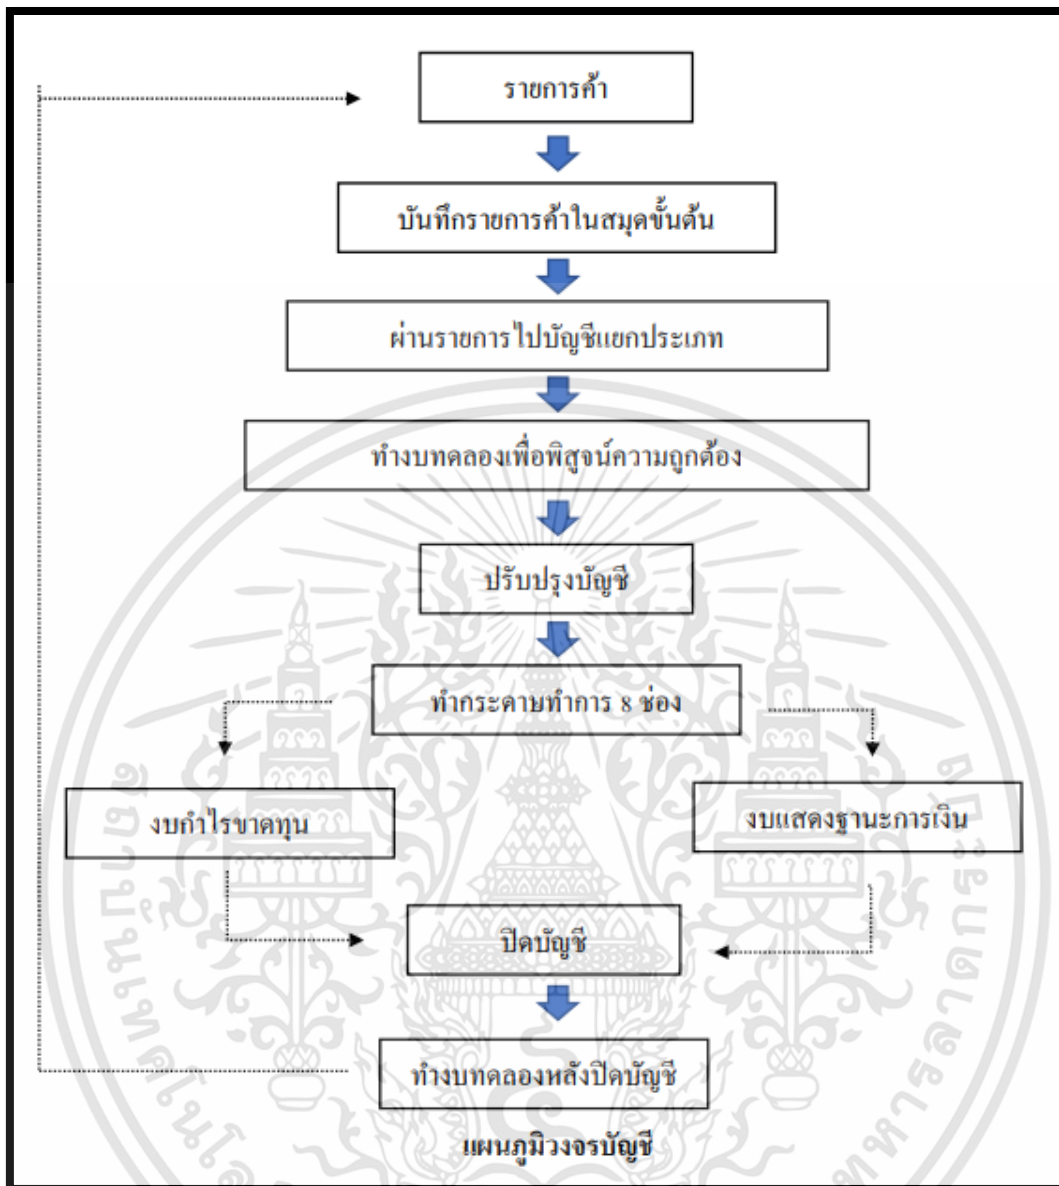 รายการค้า
บันทึกรายการค้าในสมุดขั้นต้น
ผ่านรายการไปบัญชีแยกประเภท
ทำงบทดลองเพื่อพิสูจน์ความถูกต้อง
ปรับปรุงบัญชี
ทำกระดาษทำการ 8 ช่อง
งบกำไรขาดทุน
งบแสดงฐานะการเงิน
ปิดบัญชี
ทำงบทดลองหลังปิดบัญชี
แผนภูมิวงจรบัญชี